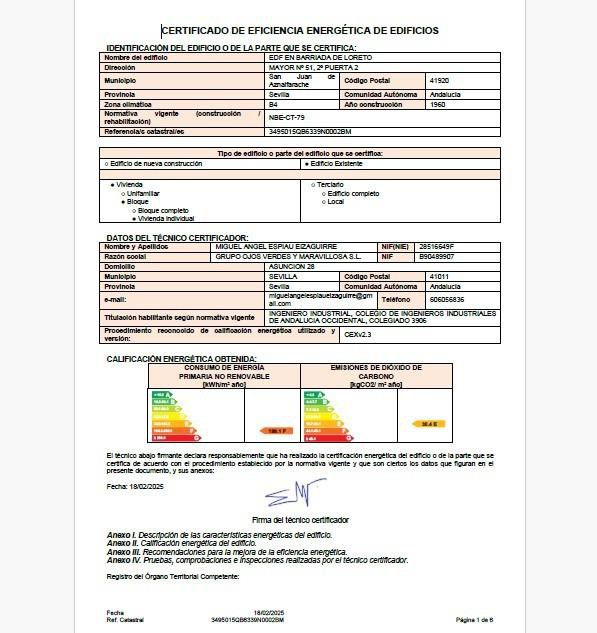 CERTIFICADO DE EFICIENCIA ENERGÉTICA DE EDIFICIOS
IDENTIFICACIÓN DEL EDIFICIO O DE LA PARTE QUE SE CERTIFICA:
Nombre del edificio EDF EN BARRIADA DE LORETO
Dirección MAYOR Nº 51, 2º PUERTA 2
Municipio San Juan de Aznalfarache Código Postal 41920
Provincia Sevilla Comunidad Autónoma Andalucia
Zona climática B4 Año construcción 1960
Normativa vigente (construcción / rehabilitación) NBE-CT-79
Referencia/s catastral/es 3495015QB6339N0002BM
Tipo de edificio o parte del edificio que se certifica:
○ Edificio de nueva construcción ● Edificio Existente
● Vivienda ○ Terciario
○ Unifamiliar ○ Edificio completo
● Bloque ○ Local
○ Bloque completo
● Vivienda individual
DATOS DEL TÉCNICO CERTIFICADOR:
Nombre y Apellidos MIGUEL ANGEL ESPIAU EIZAGUIRRE NIF(NIE) 28516649F
Razón social GRUPO OJOS VERDES Y MARAVILLOSA S.L. NIF B90489907
Domicilio ASUNCION 28
Municipio SEVILLA Código Postal 41011
Provincia Sevilla Comunidad Autónoma Andalucia
e-mail: miguelangelespiaueizaguirre@gmail.com Teléfono 606056836
Titulación habilitante según normativa vigente INGENIERO INDUSTRIAL, COLEGIO DE INGENIEROS INDUSTRIALES DE ANDALUCIA OCCIDENTAL, COLEGIADO 3906
Procedimiento reconocido de calificación energética utilizado y versión: CEXv2.3
CALIFICACIÓN ENERGÉTICA OBTENIDA:
CONSUMO DE ENERGÍA PRIMARIA NO RENOVABLE [kWh/m² año] EMISIONES DE DIÓXIDO DE CARBONO [kgCO2/ m² año]
A A
B B
C C
D D
E E
F F
G G
El técnico abajo firmante declara responsablemente que ha realizado la certificación energética del edificio o de la parte que se
certifica de acuerdo con el procedimiento establecido por la normativa vigente y que son ciertos los datos que figuran en el
presente documento, y sus anexos:
Fecha: 18/02/2025
Firma del técnico certificador
Anexo I. Descripción de las características energéticas del edificio.
Anexo II. Calificación energética del edificio.
Anexo III. Recomendaciones para la mejora de la eficiencia energética.
Anexo IV. Pruebas, comprobaciones e inspecciones realizadas por el técnico certificador.
Registro del Órgano Territorial Competente:
Fecha 18/02/2025
Ref. Catastral 3495015QB6339N0002BM Página 1 de 6